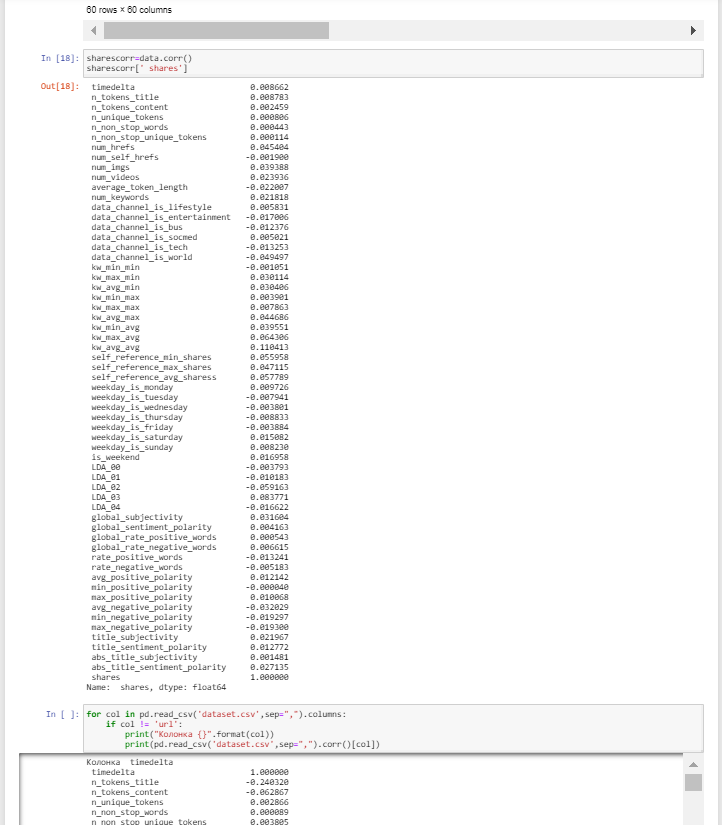 60 rows × 60 columns
In [18]: sharescorr=data.corr()
sharescorr[' shares']
Out[18]: timedelta 0.008662
n_tokens_title 0.008783
n_tokens_content 0.002459
n_unique_tokens 0.000806
n_non_stop_words 0.000443
n_non_stop_unique_tokens 0.000114
num_hrefs 0.045404
num_self_hrefs -0.001900
num_imgs 0.039388
num_videos 0.023936
average_token_length -0.022007
num_keywords 0.021818
data_channel_is_lifestyle 0.005831
data_channel_is_entertainment -0.017006
data_channel_is_bus -0.012376
data_channel_is_socmed 0.005021
data_channel_is_tech -0.013253
data_channel_is_world -0.049497
kw_min_min -0.001051
kw_max_min 0.030114
kw_avg_min 0.030406
kw_min_max 0.003901
kw_max_max 0.007863
kw_avg_max 0.044686
kw_min_avg 0.039551
kw_max_avg 0.064306
kw_avg_avg 0.110413
self_reference_min_shares 0.055958
self_reference_max_shares 0.047115
self_reference_avg_sharess 0.057789
weekday_is_monday 0.009726
weekday_is_tuesday -0.007941
weekday_is_wednesday -0.003801
weekday_is_thursday -0.008833
weekday_is_friday -0.003884
weekday_is_saturday 0.015082
weekday_is_sunday 0.008230
is_weekend 0.016958
LDA_00 -0.003793
LDA_01 -0.010183
LDA_02 -0.059163
LDA_03 0.083771
LDA_04 -0.016622
global_subjectivity 0.031604
global_sentiment_polarity 0.004163
global_rate_positive_words 0.000543
global_rate_negative_words 0.006615
rate_positive_words -0.013241
rate_negative_words -0.005183
avg_positive_polarity 0.012142
min_positive_polarity -0.000040
max_positive_polarity 0.010068
avg_negative_polarity -0.032029
min_negative_polarity -0.019297
max_negative_polarity -0.019300
title_subjectivity 0.021967
title_sentiment_polarity 0.012772
abs_title_subjectivity 0.001481
abs_title_sentiment_polarity 0.027135
shares 1.000000
Name:  shares, dtype: float64
In [ ]: for col in pd.read_csv('dataset.csv',sep=",").columns:
if col != 'url':
print("Колонка {}".format(col))
print(pd.read_csv('dataset.csv',sep=",").corr()[col])
Колонка  timedelta
timedelta 1.000000
n_tokens_title -0.240320
n_tokens_content -0.062867
n_unique_tokens 0.002866
n_non_stop_words 0.000089
n_non_stop_unique_tokens 0.003805